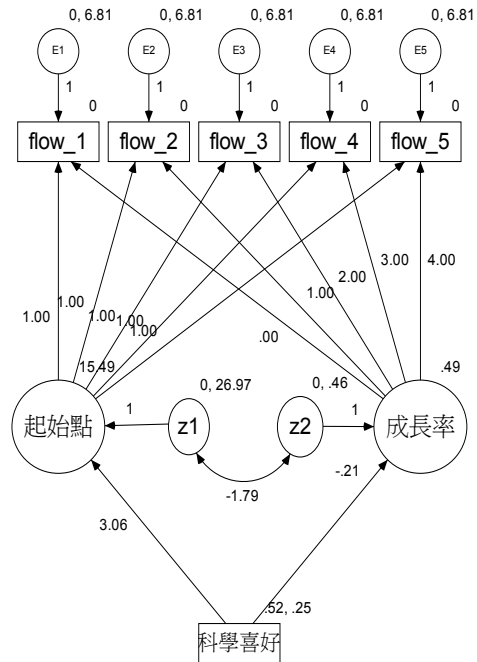 0, 6.81 0, 6.81 0, 6.81 0, 6.81 0, 6.81
E1 E2 E3 E4 E5
1 1 1 1 1
0 0 0 0 0
flow_1 flow_2 flow_3 flow_4 flow_5
3.00 4.00
2.00
1.00 1.00 1.00
1.00 1.00 1.00
.00
15.49 0, 26.97 0, .46 .49
起始點 1 z1 z2 1 成長率
-.21
-1.79
3.06
.52, .25
科學喜好